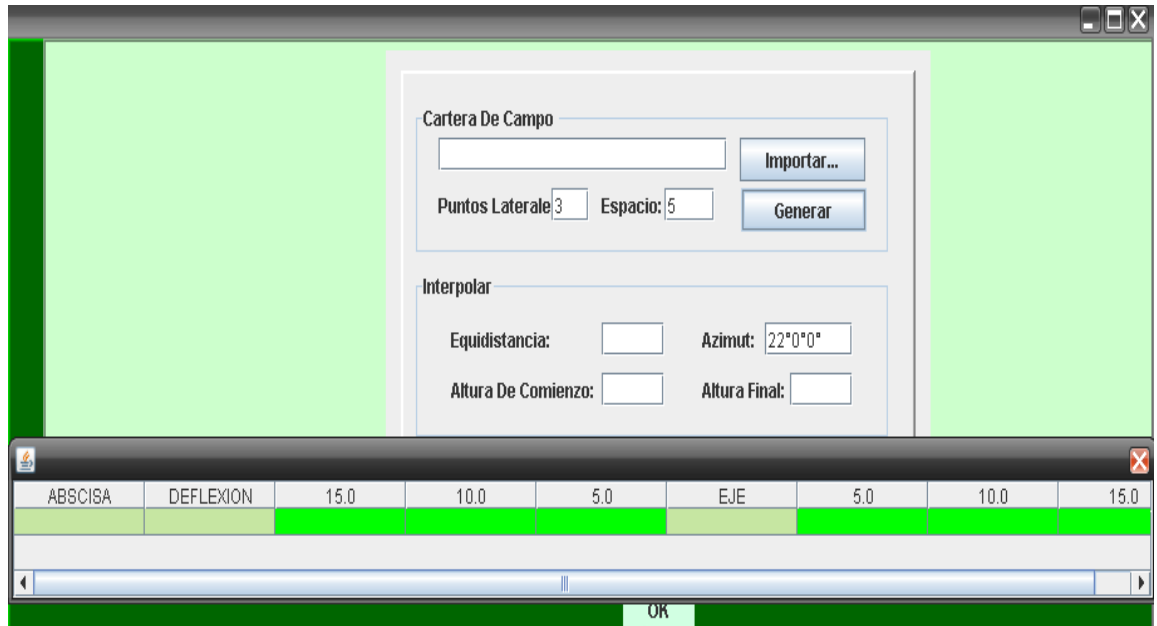 Cartera De Campo
Importar...
Puntos Laterale 3 Espacio: 5 Generar
Interpolar
Equidistancia: Azimut: 22°0°0°
Altura De Comienzo: Altura Final:
ABSCISA DEFLEXION 15.0 10.0 5.0 EJE 5.0 10.0 15.0
OK